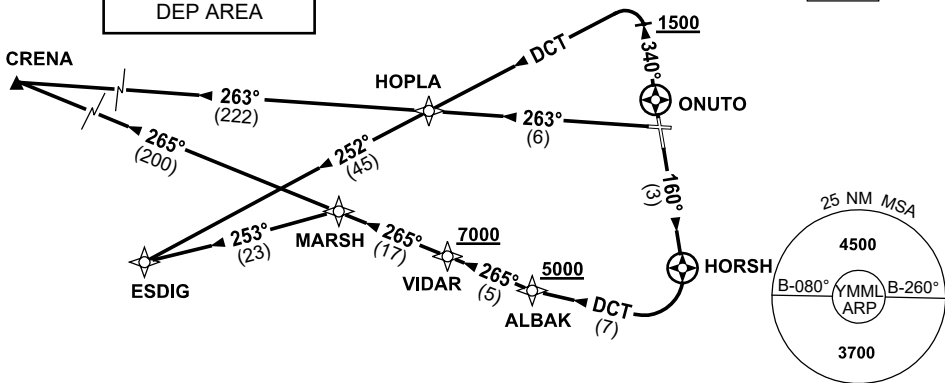 DEP AREA
1500
CRENA
DCT
HOPLA
340°
ONUTO
263°
(222)
263°
(6)
265°
(200)
252°
(45)
160°
(3)
25 NM MSA
4500
253°
(23)
MARSH
265°
(17)
7000
HORSH
B-080°
YMML
ARP
B-260°
ESDIG
VIDAR
265°
(5)
5000
ALBAK
DCT
(7)
3700